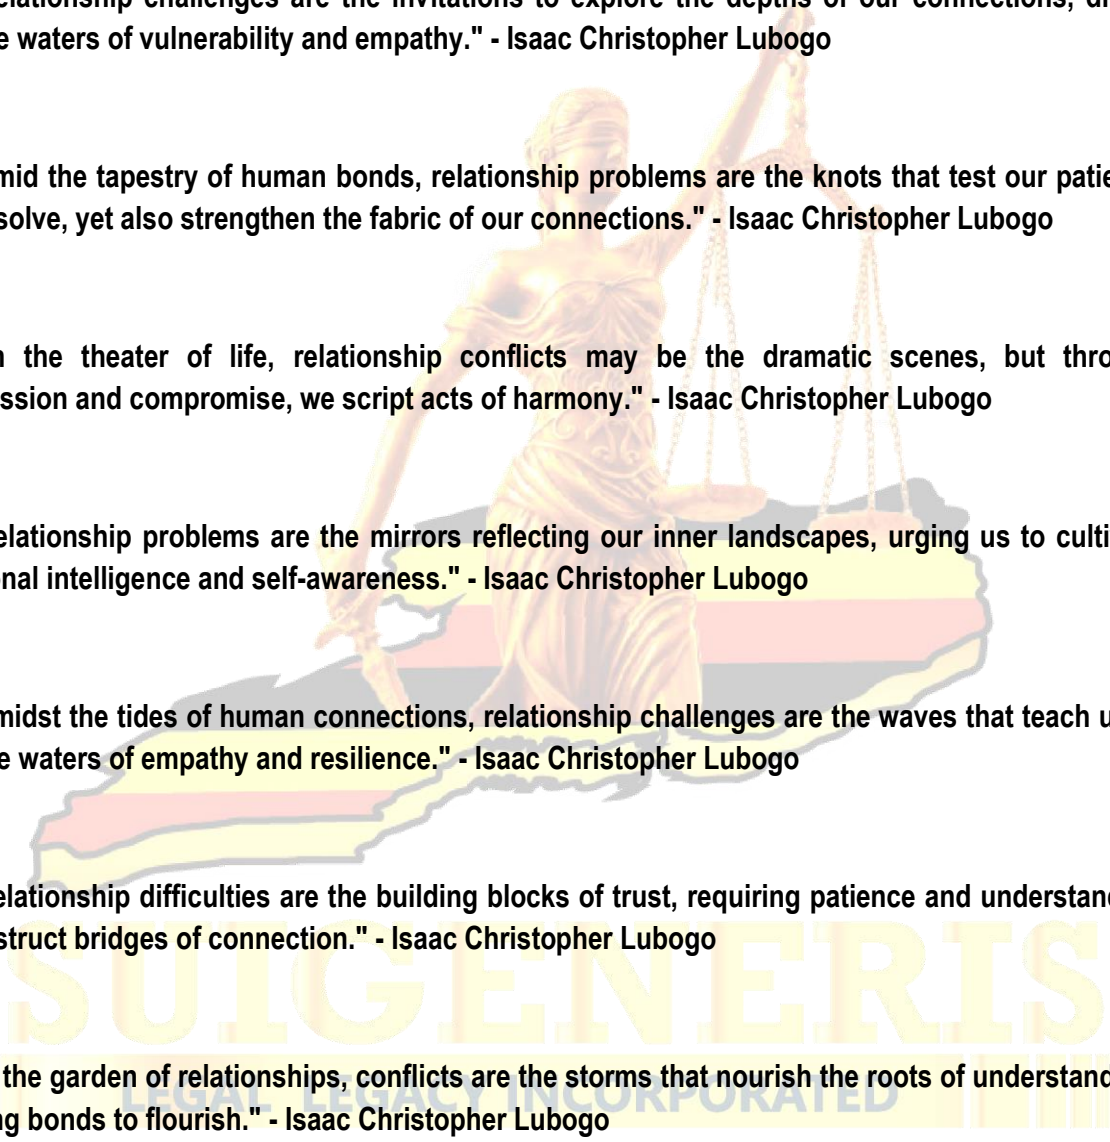 elationship challenges are the invitations to explore the depths of our connections, di
e waters of vulnerability and empathy." - Isaac Christopher Lubogo
mid the tapestry of human bonds, relationship problems are the knots that test our patie
solve, yet also strengthen the fabric of our connections." - Isaac Christopher Lubogo
the theater of life, relationship conflicts may be the dramatic scenes, but thro
ssion and compromise, we script acts of harmony." - Isaac Christopher Lubogo
elationship problems are the mirrors reflecting our inner landscapes, urging us to culti
nal intelligence and self-awareness." - Isaac Christopher Lubogo
midst the tides of human connections, relationship challenges are the waves that teach u
e waters of empathy and resilience." - Isaac Christopher Lubogo
elationship difficulties are the building blocks of trust, requiring patience and understand
struct bridges of connection." - Isaac Christopher Lubogo
SUIGENERIS
the garden of relationships, conflicts are the storms that nourish the roots of understand
LEGAL LEGACY INCORPORATED
ng bonds to flourish." - Isaac Christopher Lubogo